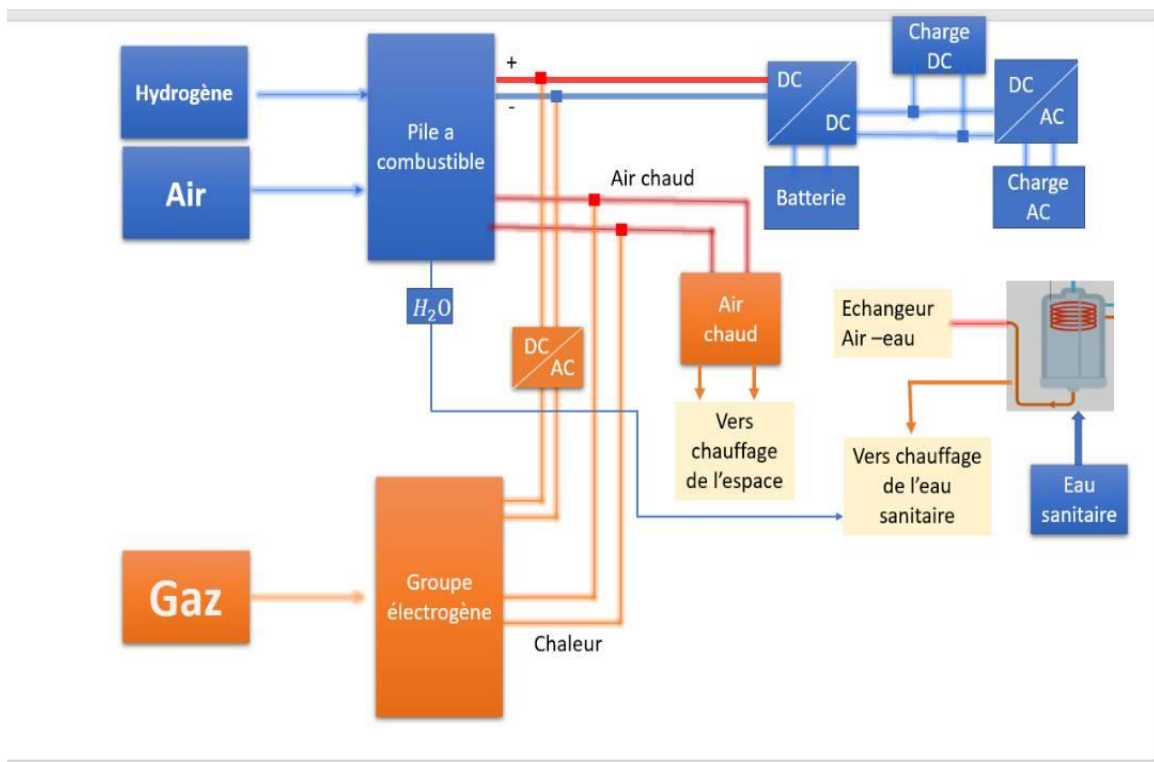 Hydrogène
Air
Pile a
combustible
+
-
DC
DC
Charge
DC
DC
AC
Batterie
Charge
AC
Air chaud
H₂O
DC
AC
Air
chaud
Echangeur
Air –eau
Vers
chauffage
de l'espace
Vers chauffage
de l'eau
sanitaire
Eau
sanitaire
Gaz
Groupe
électrogène
Chaleur